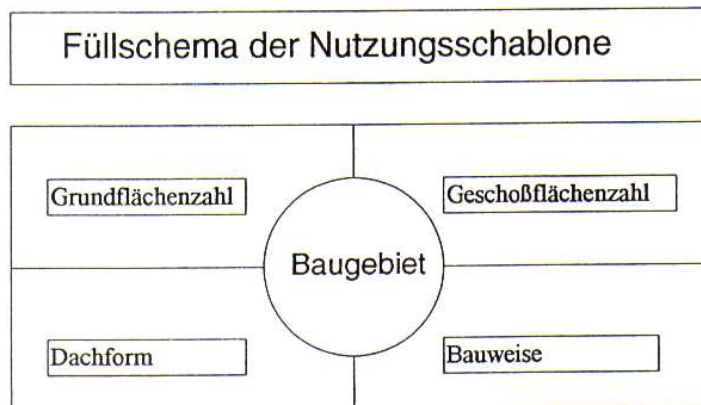 Füllschema der Nutzungsschablone
Grundflächenzahl
Geschoßflächenzahl
Baugebiet
Dachform
Bauweise